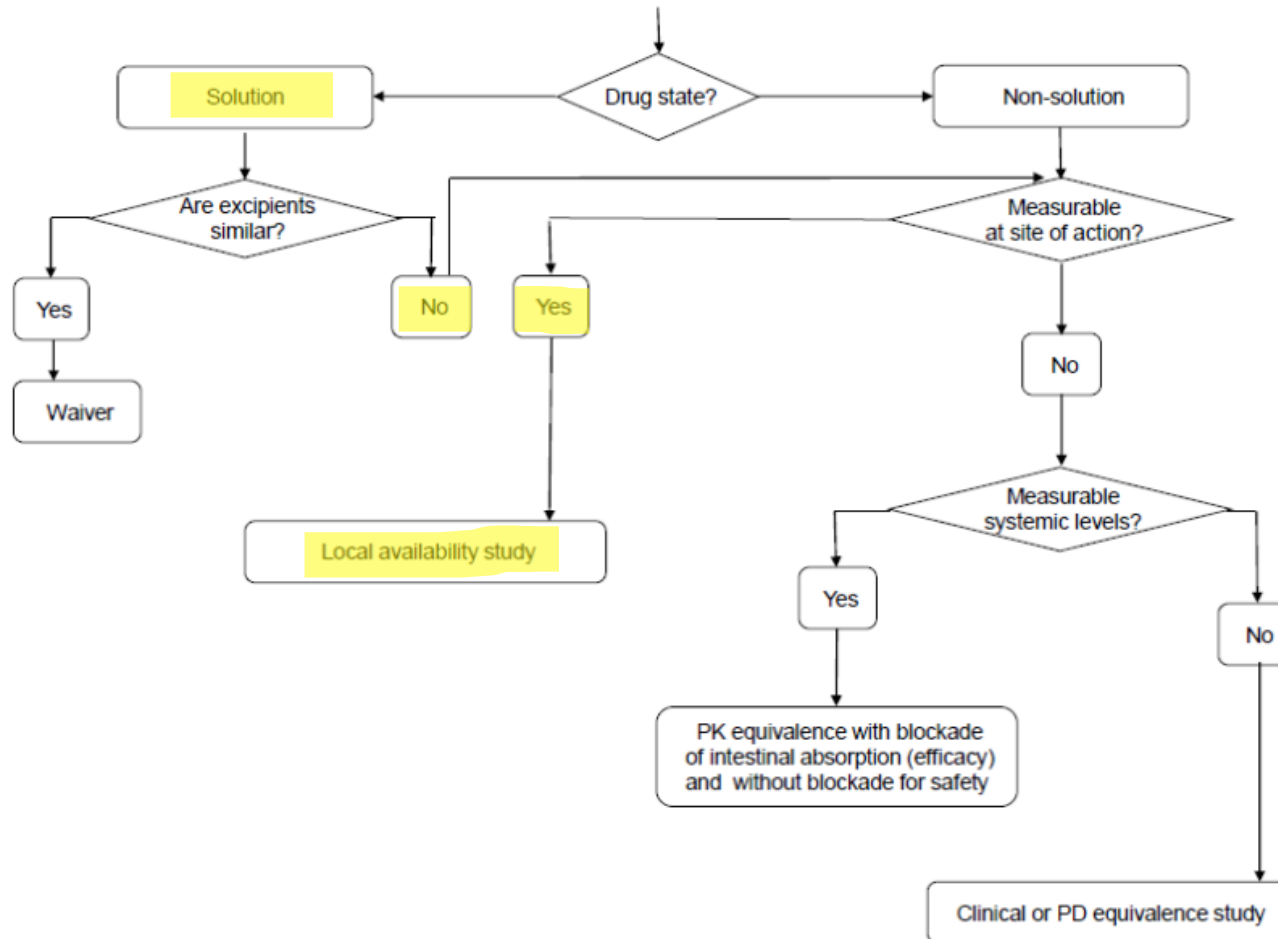 Drug state?
Solution
Non-solution
Are excipients
similar?
Measurable
at site of action?
Yes
No
Yes
No
Waiver
Local availability study
Measurable
systemic levels?
Yes
No
PK equivalence with blockade
of intestinal absorption (efficacy)
and without blockade for safety
Clinical or PD equivalence study